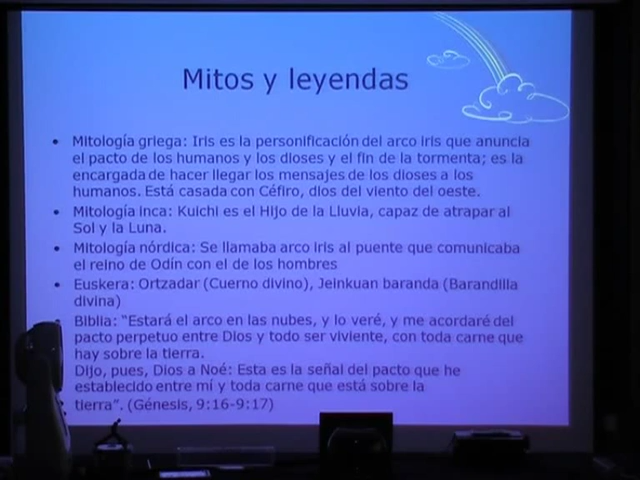 Mitos y leyendas
• Mitología griega: Iris es la personificación del arco iris que anuncia
el pacto de los humanos y los dioses y el fin de la tormenta; es la
encargada de hacer llegar los mensajes de los dioses a los
humanos. Está casada con Céfiro, dios del viento del oeste.
• Mitología inca: Kuichi es el Hijo de la Lluvia, capaz de atrapar al
Sol y la Luna.
• Mitología nórdica: Se llamaba arco iris al puente que comunicaba
el reino de Odín con el de los hombres
• Euskera: Ortzadar (Cuerno divino), Jeinkuan baranda (Barandilla
divina)
• Biblia: “Estará el arco en las nubes, y lo veré, y me acordaré del
pacto perpetuo entre Dios y todo ser viviente, con toda carne que
hay sobre la tierra.
Dijo, pues, Dios a Noé: Esta es la señal del pacto que he
establecido entre mí y toda carne que está sobre la
tierra”. (Génesis, 9:16-9:17)